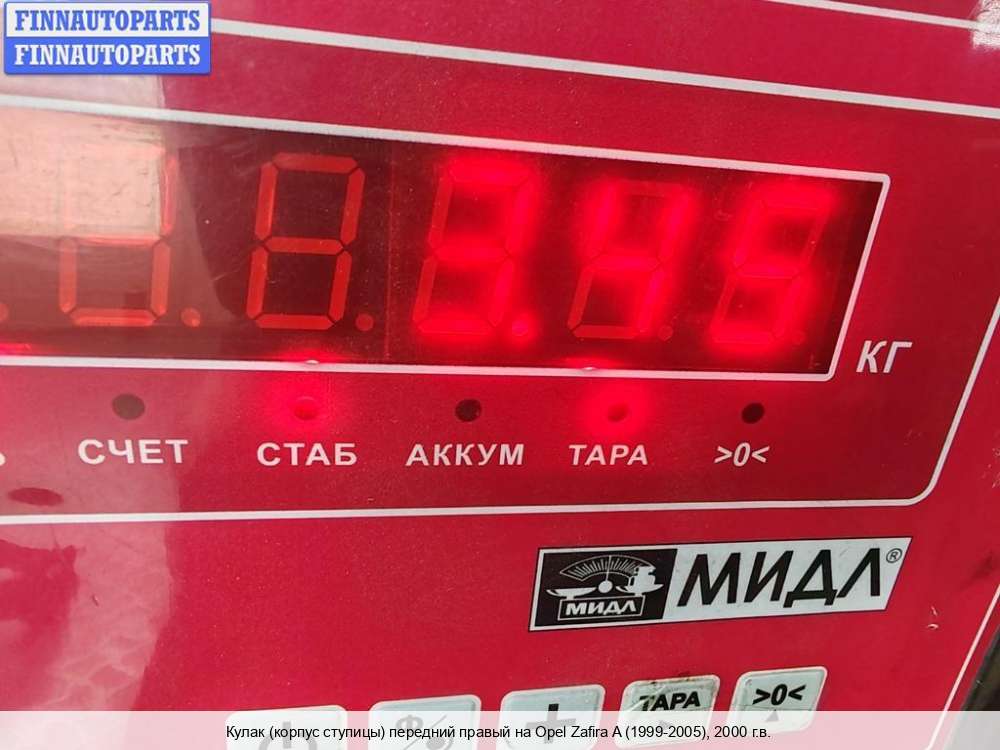 FINNAUTOPARTS
FINNAUTOPARTS
КГ
СЧЕТ СТАБ АККУМ ТАРА >0<
МИДЛ МИДЛ®
ТАРА >0<
Кулак (корпус ступицы) передний правый на Opel Zafira A (1999-2005), 2000 г.в.